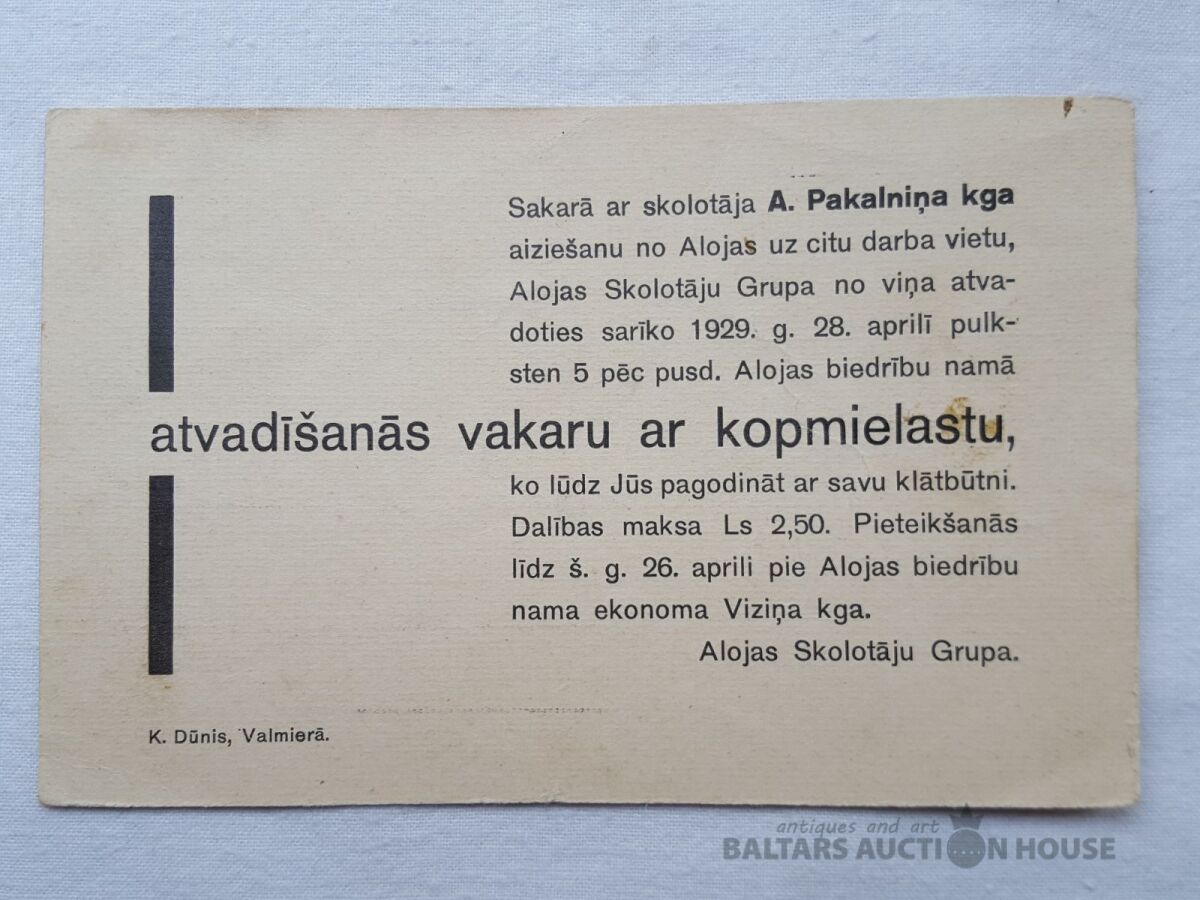 Sakarā ar skolotāja A. Pakalniņa kga
aiziešanu no Alojas uz citu darba vietu,
Alojas Skolotāju Grupa no viņa atva-
doties sarīko 1929. g. 28. aprilī pulk-
sten 5 pēc pusd. Alojas biedrību namā
atvadīšanās vakaru ar kopmielastu,
ko lūdz Jūs pagodināt ar savu klātbūtni.
Dalības maksa Ls 2,50. Pieteikšanās
līdz š. g. 26. aprili pie Alojas biedrību
nama ekonoma Viziņa kga.
Alojas Skolotāju Grupa.
K. Dūnis, Valmierā.
antiques and art
BALTARS AUCTION HOUSE